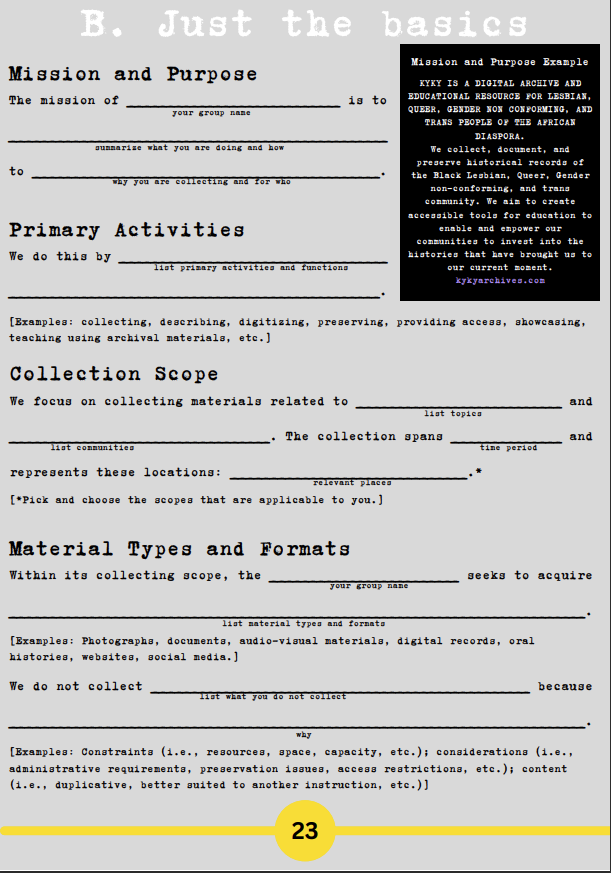 B. Just the basics
Mission and Purpose
The mission of ____________________ is to
your group name
____________________
summarize what you are doing and how
to ____________________.
why you are collecting and for who
Mission and Purpose Example
KYKY IS A DIGITAL ARCHIVE AND
EDUCATIONAL RESOURCE FOR LESBIAN,
QUEER, GENDER NON CONFORMING, AND
TRANS PEOPLE OF THE AFRICAN
DIASPORA.
We collect, document, and
preserve historical records of
the Black Lesbian, Queer, Gender
non-conforming, and trans
community. We aim to create
accessible tools for education to
enable and empower our
communities to invest into the
histories that have brought us to
our current moment.
kykyarchives.com
Primary Activities
We do this by ____________________
list primary activities and functions
____________________.
[Examples: collecting, describing, digitizing, preserving, providing access, showcasing,
teaching using archival materials, etc.]
Collection Scope
We focus on collecting materials related to ____________________ and
list topics
____________________. The collection spans __________ and
list communities time period
represents these locations: ____________________.*
relevant places
[*Pick and choose the scopes that are applicable to you.]
Material Types and Formats
Within its collecting scope, the ____________________ seeks to acquire
your group name
____________________.
list material types and formats
[Examples: Photographs, documents, audio-visual materials, digital records, oral
histories, websites, social media.]
We do not collect ____________________ because
list what you do not collect
____________________.
why
[Examples: Constraints (i.e., resources, space, capacity, etc.); considerations (i.e.,
administrative requirements, preservation issues, access restrictions, etc.); content
(i.e., duplicative, better suited to another instruction, etc.)]
23